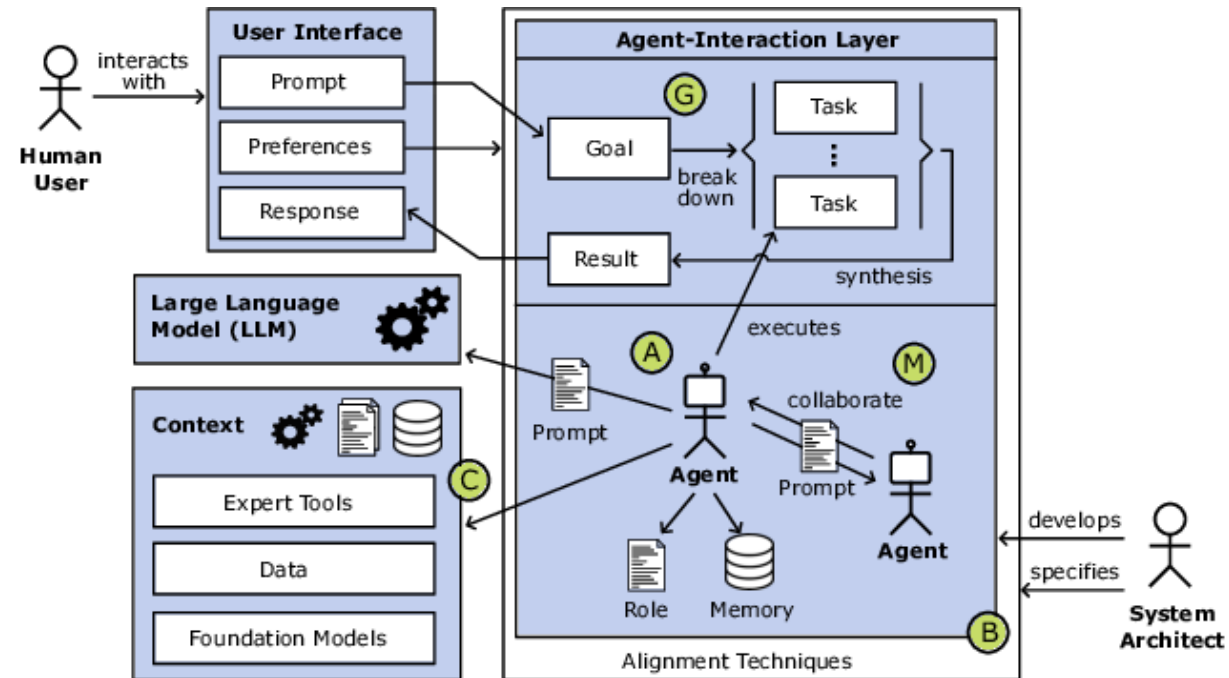 User Interface
interacts
with
Human
User
Prompt
Preferences
Response
Agent-Interaction Layer
G
Goal
break
down
Task
⋮
Task
Result
synthesis
Large Language
Model (LLM)
Context
C
Expert Tools
Data
Foundation Models
executes
A
M
collaborate
Prompt
Agent
Prompt
Agent
Role
Memory
develops
specifies
System
Architect
B
Alignment Techniques